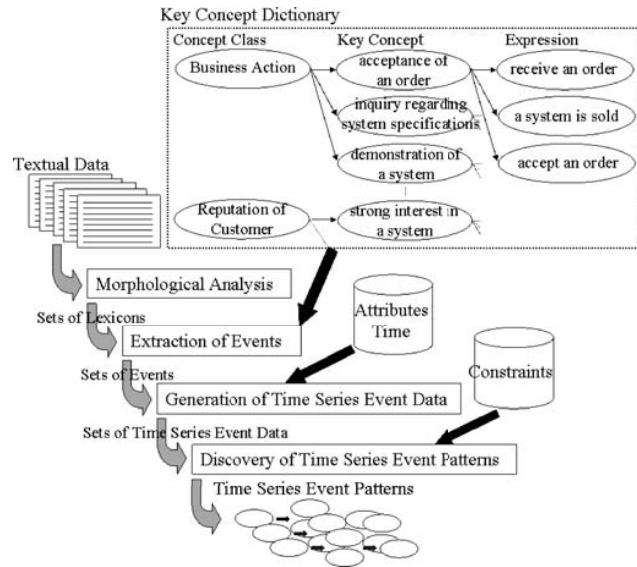 Key Concept Dictionary
Concept Class
Key Concept
Expression
Business Action
acceptance of
an order
receive an order
inquiry regarding
system specifications
a system is sold
demonstration of
a system
accept an order
Textual Data
Reputation of
Customer
strong interest in
a system
Morphological Analysis
Sets of Lexicons
Attributes
Time
Extraction of Events
Sets of Events
Constraints
Generation of Time Series Event Data
Sets of Time Series Event Data
Discovery of Time Series Event Patterns
Time Series Event Patterns